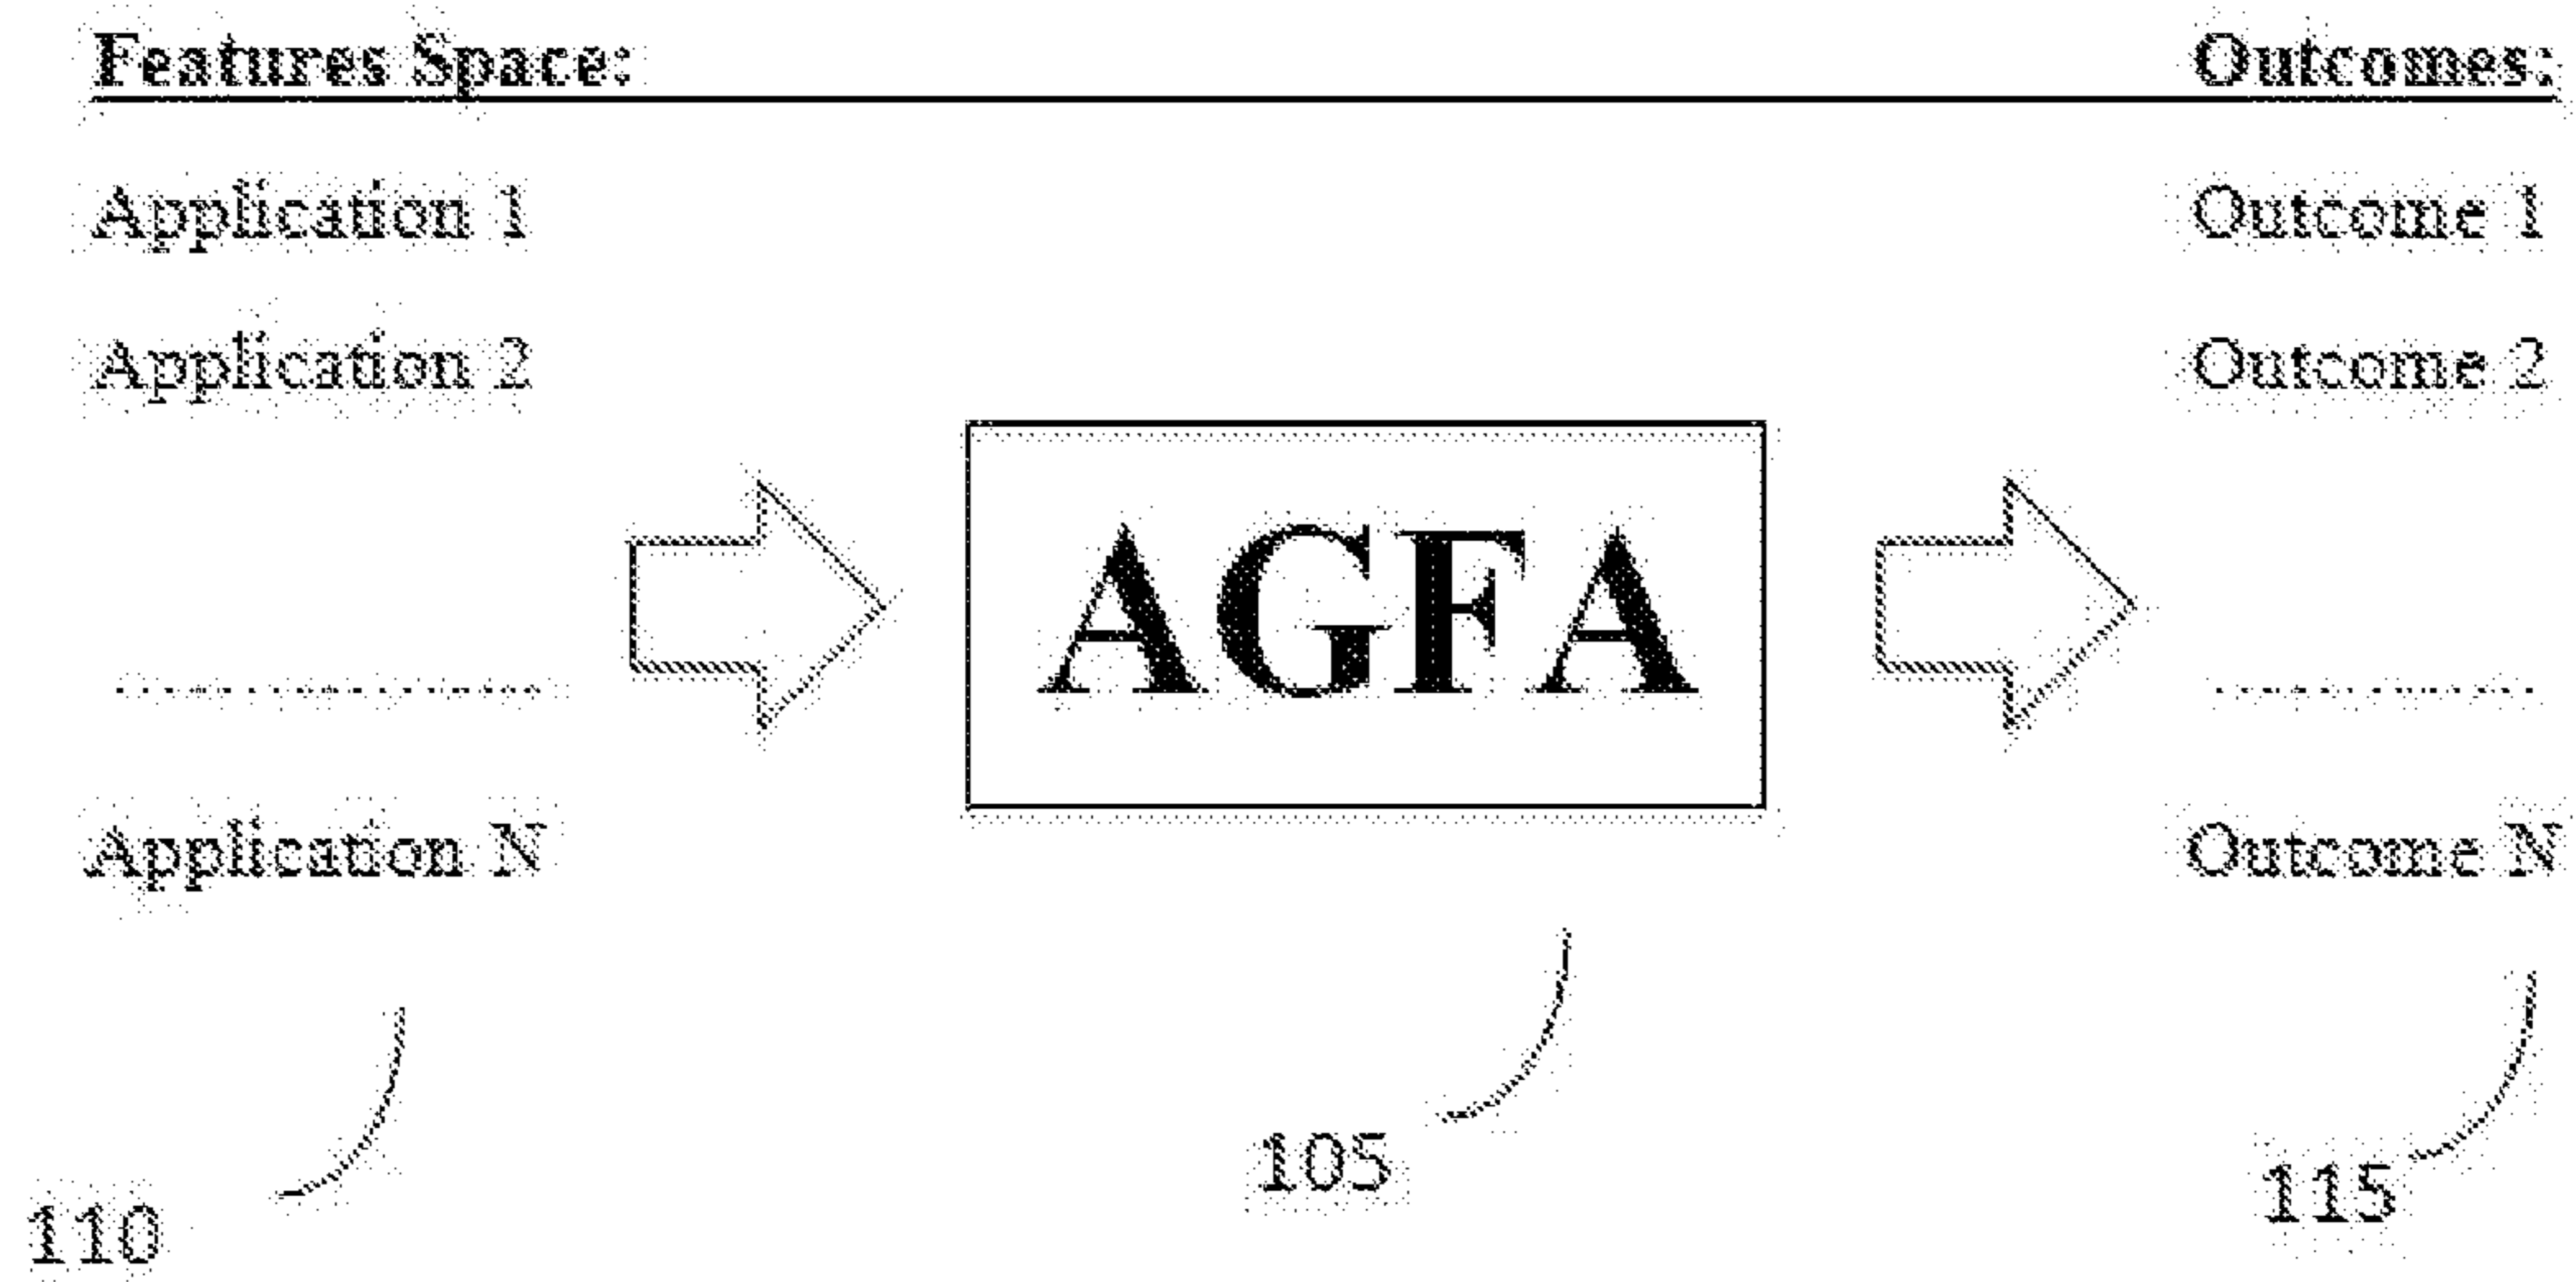 Features Space: Outcomes:
Application 1 Outcome 1
Application 2 Outcome 2
AGFA
Application N Outcome N
105
115
110